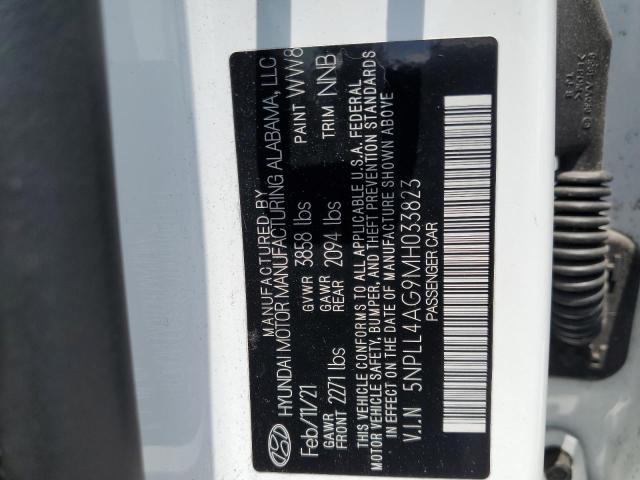 MANUFACTURED BY
HYUNDAI MOTOR MANUFACTURING ALABAMA, LLC
Feb/11/21 GVWR 3858 lbs PAINT WW8
GAWR FRONT 2271 lbs GAWR REAR 2094 lbs TRIM NNB
THIS VEHICLE CONFORMS TO ALL APPLICABLE U.S.A. FEDERAL
MOTOR VEHICLE SAFETY, BUMPER, AND THEFT PREVENTION STANDARDS
IN EFFECT ON THE DATE OF MANUFACTURE SHOWN ABOVE
V.I.N 5NPLL4AG9MH033823
PASSENGER CAR